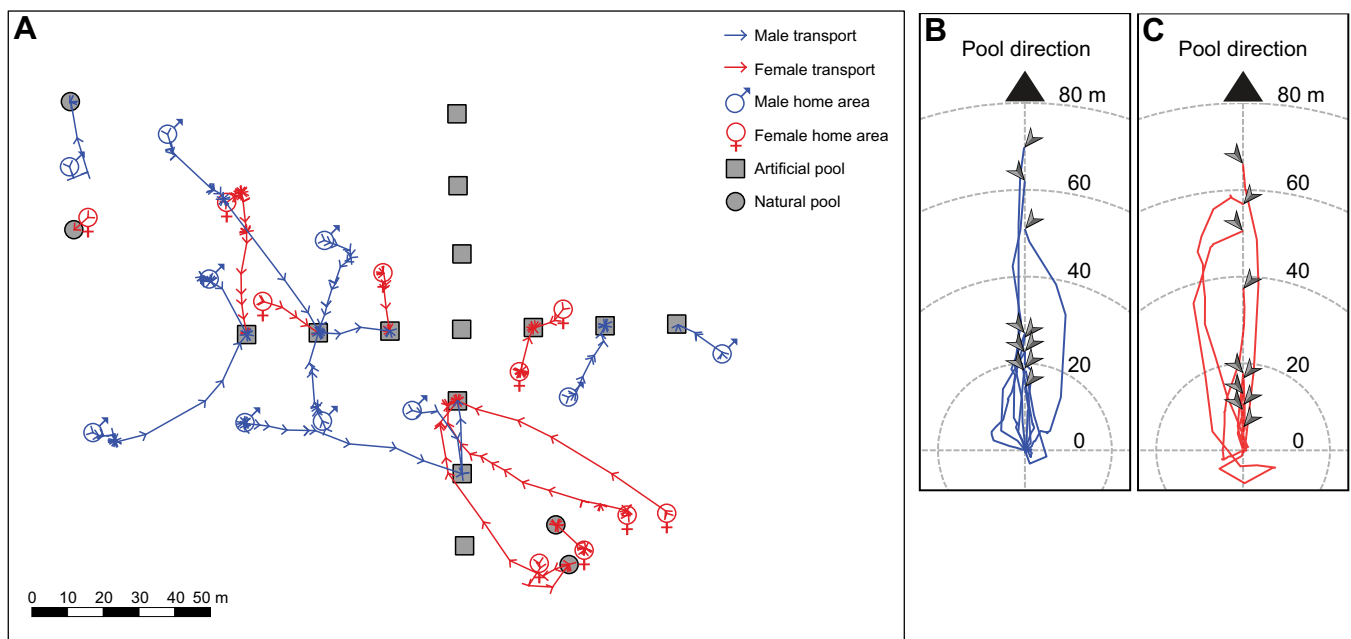 A
Male transport
Female transport
Male home area
Female home area
Artificial pool
Natural pool
0 10 20 30 40 50 m
B
Pool direction
80 m
60
40
20
0
C
Pool direction
80 m
60
40
20
0